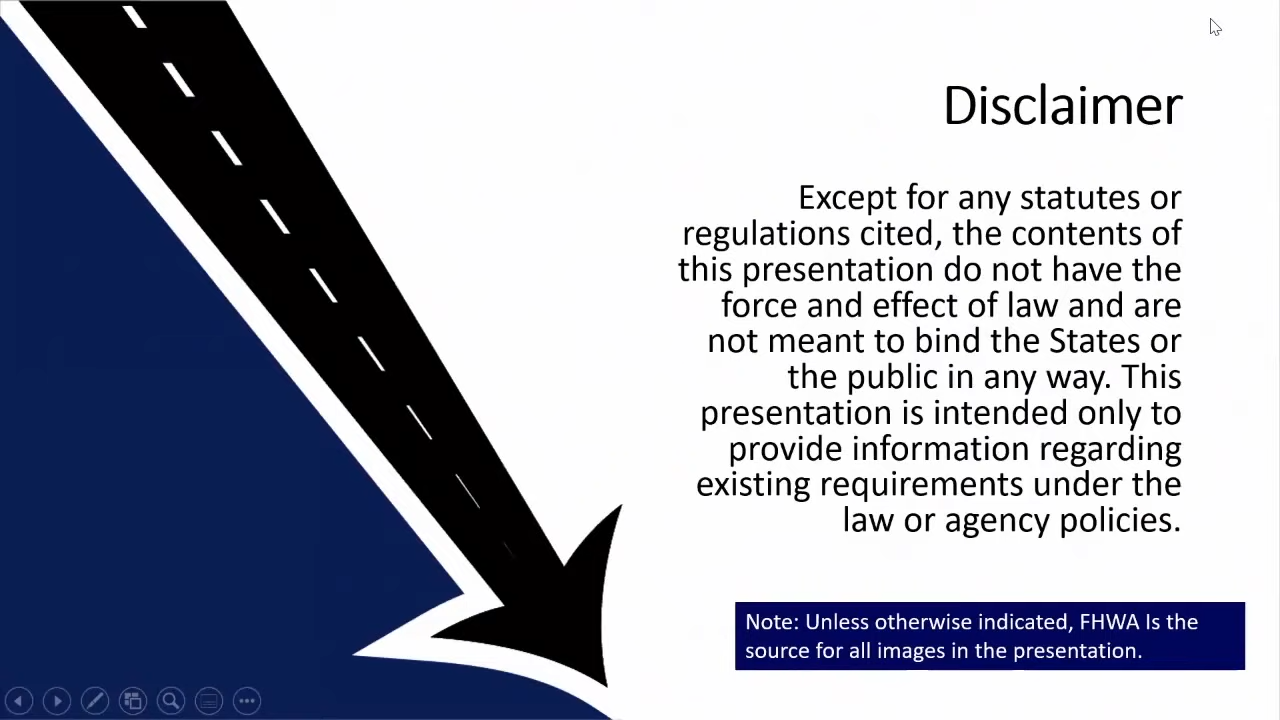 Disclaimer
Except for any statutes or
regulations cited, the contents of
this presentation do not have the
force and effect of law and are
not meant to bind the States or
the public in any way. This
presentation is intended only to
provide information regarding
existing requirements under the
law or agency policies.
Note: Unless otherwise indicated, FHWA Is the
source for all images in the presentation.